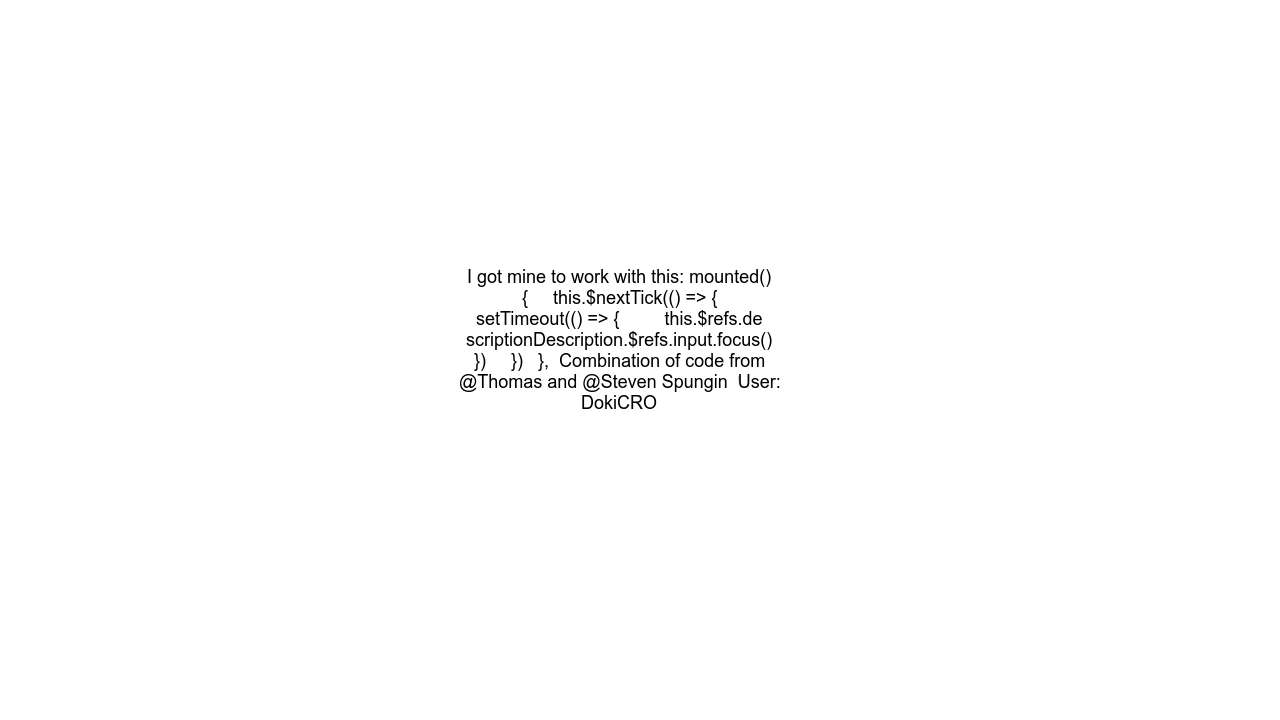 I got mine to work with this: mounted()
{     this.$nextTick(() => {
setTimeout(() => {         this.$refs.de
scriptionDescription.$refs.input.focus()
})     })   },  Combination of code from
@Thomas and @Steven Spungin  User:
DokiCRO